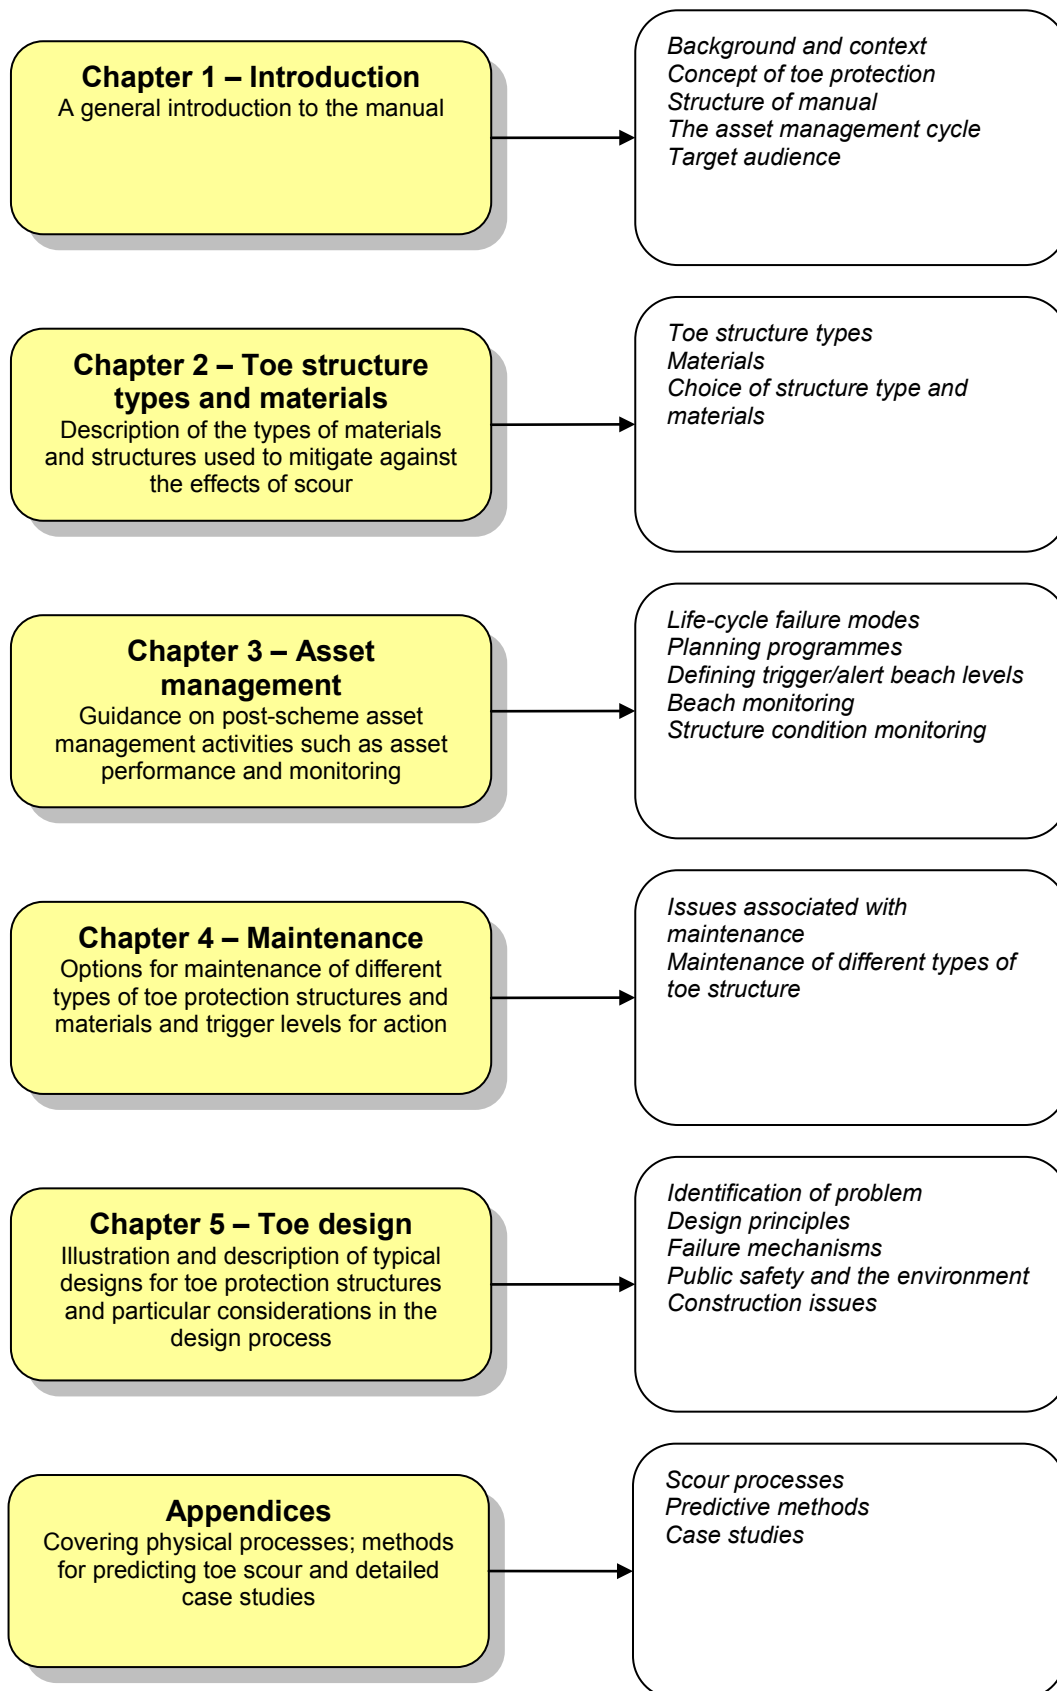 Chapter 1 – Introduction
A general introduction to the manual
Background and context
Concept of toe protection
Structure of manual
The asset management cycle
Target audience
Chapter 2 – Toe structure
types and materials
Description of the types of materials
and structures used to mitigate against
the effects of scour
Toe structure types
Materials
Choice of structure type and
materials
Chapter 3 – Asset
management
Guidance on post-scheme asset
management activities such as asset
performance and monitoring
Life-cycle failure modes
Planning programmes
Defining trigger/alert beach levels
Beach monitoring
Structure condition monitoring
Chapter 4 – Maintenance
Options for maintenance of different
types of toe protection structures and
materials and trigger levels for action
Issues associated with
maintenance
Maintenance of different types of
toe structure
Chapter 5 – Toe design
Illustration and description of typical
designs for toe protection structures
and particular considerations in the
design process
Identification of problem
Design principles
Failure mechanisms
Public safety and the environment
Construction issues
Appendices
Covering physical processes; methods
for predicting toe scour and detailed
case studies
Scour processes
Predictive methods
Case studies